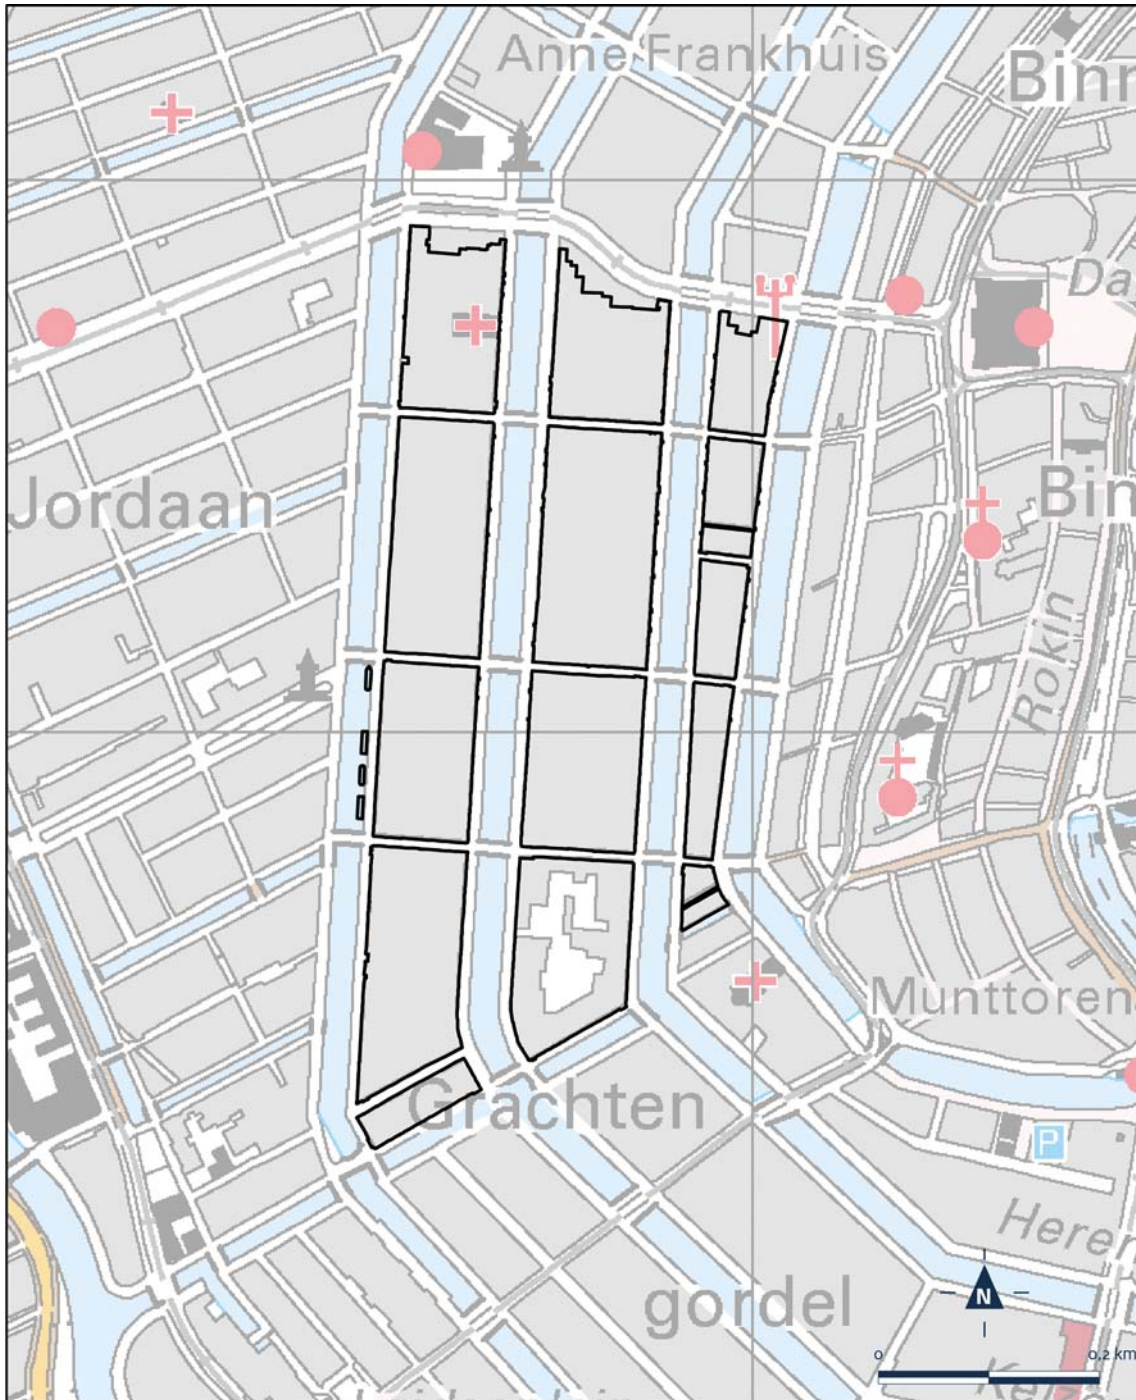 Anne Frankhuis
Binn
Da
Jordaan
Bin
Rokin
Munttoren
Grachten
P
Here
gordel
N
0
0,2 km